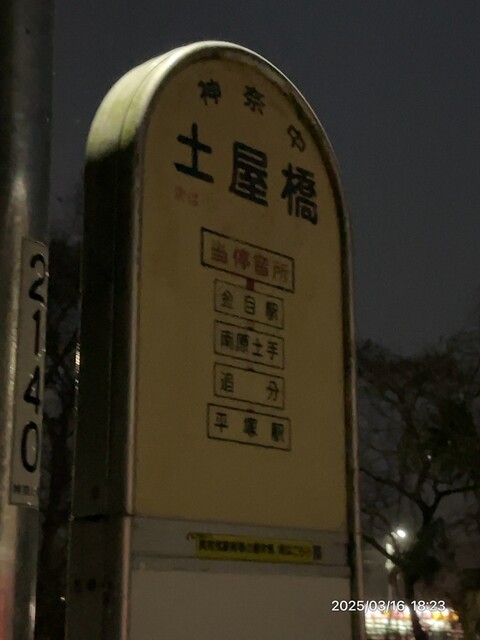 神奈中
土屋橋
当停留所
金目駅
南原土手
追分
平塚駅
2140
2025/03/16 18:23